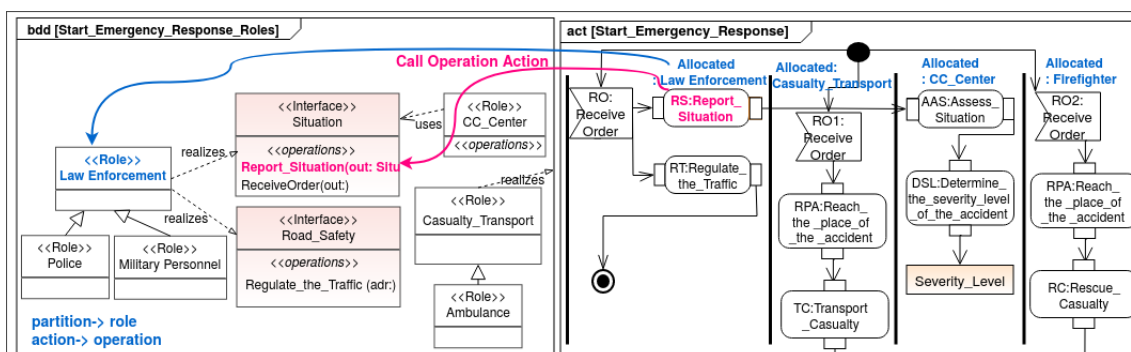 bdd [Start_Emergency_Response_Roles]
Call Operation Action
<<Interface>>
Situation
<<operations>>
Report_Situation(out: Situ
ReceiveOrder(out:)
<<Role>>
CC_Center
<<operations>>
uses
realizes
<<Role>>
Law Enforcement
realizes
<<Role>>
Police
<<Role>>
Military Personnel
<<Interface>>
Road_Safety
<<operations>>
Regulate_the_Traffic (adr:)
realtzes
<<Role>>
Casualty_Transport
<<Role>>
Ambulance
partition-> role
action-> operation
act [Start_Emergency_Response]
Allocated
: Law Enforcement
Allocated:
Casualty_Transport
Allocated
: CC_Center
Allocated
: Firefighter
RO:
Receive
Order
RS:Report_
Situation
RT:Regulate_
the_Traffic
RO1:
Receive
Order
RPA:Reach_
the _place_of
_the _accident
TC:Transport
_Casualty
AAS:Assess_
Situation
DSL:Determine_
the_severity_level
_of_the_accident
Severity_Level
RO2:
Receive
Order
RPA:Reach_
the _place_of
_the _accident
RC:Rescue_
Casualty